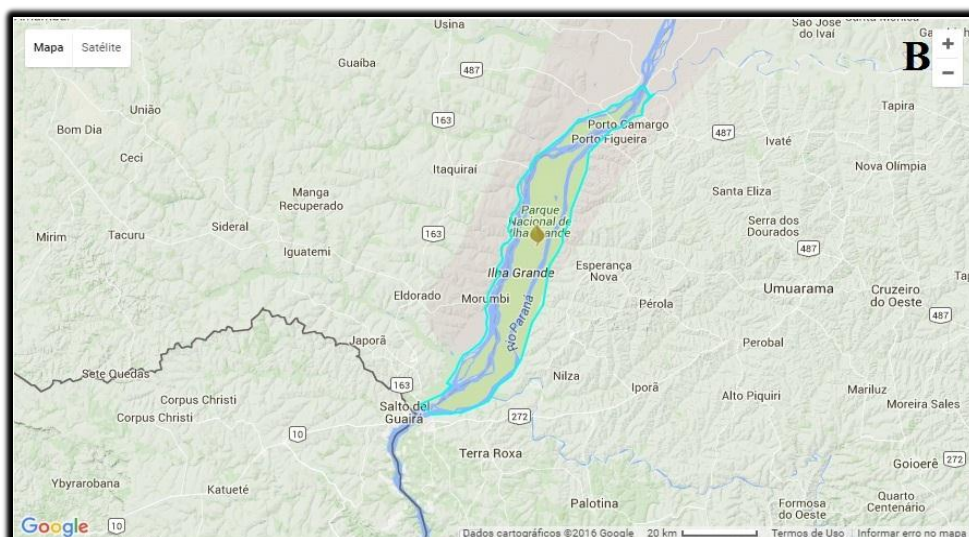 Usina
São José
do Ivaí
Mapa Satélite
B
+
−
Guaíba
487
União
Tapira
163
Bom Dia
Porto Camargo
487
Ivaté
Porto Figueira
Ceci
Itaquiraí
Nova Olímpia
Manga
Recuperado
Santa Eliza
Parque
Nacional de
Ilha Grande
Serra dos
Dourados
487
Mirim
Tacuru
Sideral
163
Iguatemi
Esperança
Nova
Ilha Grande
Umuarama
Cruzeiro
do Oeste
Eldorado
Morumbi
Pérola
487
Rio Paraná
Japorã
Perobal
Sete Quedas
163
Nilza
Iporã
Mariluz
Corpus Christi
Corpus Christi
Alto Piquiri
Moreira Sales
Salto del
Guairá
272
10
Terra Roxa
272
Goioerê
Ybyrarobana
Katueté
Palotina
Formosa
do Oeste
Quarto
Centenário
Google
10
Dados cartográficos ©2016 Google 20 km Termos de Uso Informar erro no mapa